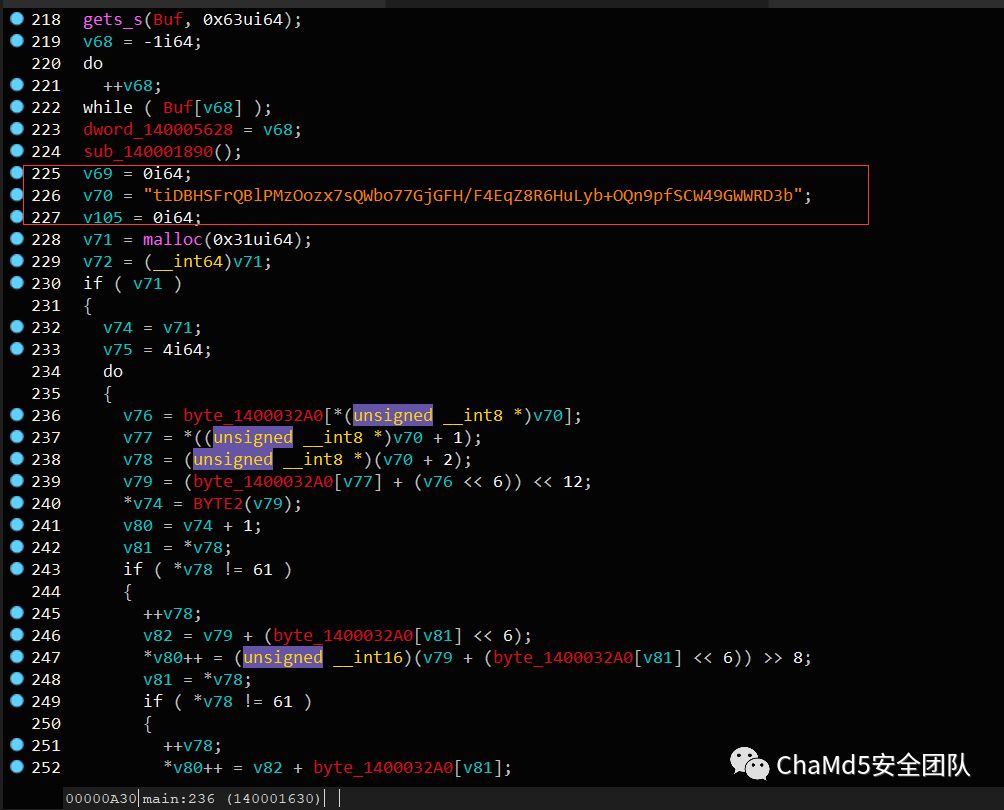 218 gets_s(Buf, 0x63ui64);
219 v68 = -1i64;
220 do
221 ++v68;
222 while ( Buf[v68] );
223 dword_140005628 = v68;
224 sub_140001890();
225 v69 = 0i64;
226 v70 = "tiDBHSFrQBlPMzOozx7sQWbo77GjGFH/F4EqZ8R6HuLyb+OQn9pfSCW49GWWRD3b";
227 v105 = 0i64;
228 v71 = malloc(0x31ui64);
229 v72 = (__int64)v71;
230 if ( v71 )
231 {
232 v74 = v71;
233 v75 = 4i64;
234 do
235 {
236 v76 = byte_1400032A0[*(unsigned __int8 *)v70];
237 v77 = *((unsigned __int8 *)v70 + 1);
238 v78 = (unsigned __int8 *)(v70 + 2);
239 v79 = (byte_1400032A0[v77] + (v76 << 6)) << 12;
240 *v74 = BYTE2(v79);
241 v80 = v74 + 1;
242 v81 = *v78;
243 if ( *v78 != 61 )
244 {
245 ++v78;
246 v82 = v79 + (byte_1400032A0[v81] << 6);
247 *v80++ = (unsigned __int16)(v79 + (byte_1400032A0[v81] << 6)) >> 8;
248 v81 = *v78;
249 if ( *v78 != 61 )
250 {
251 ++v78;
252 *v80++ = v82 + byte_1400032A0[v81];
ChaMd5安全团队
00000A30 main:236 (140001630)